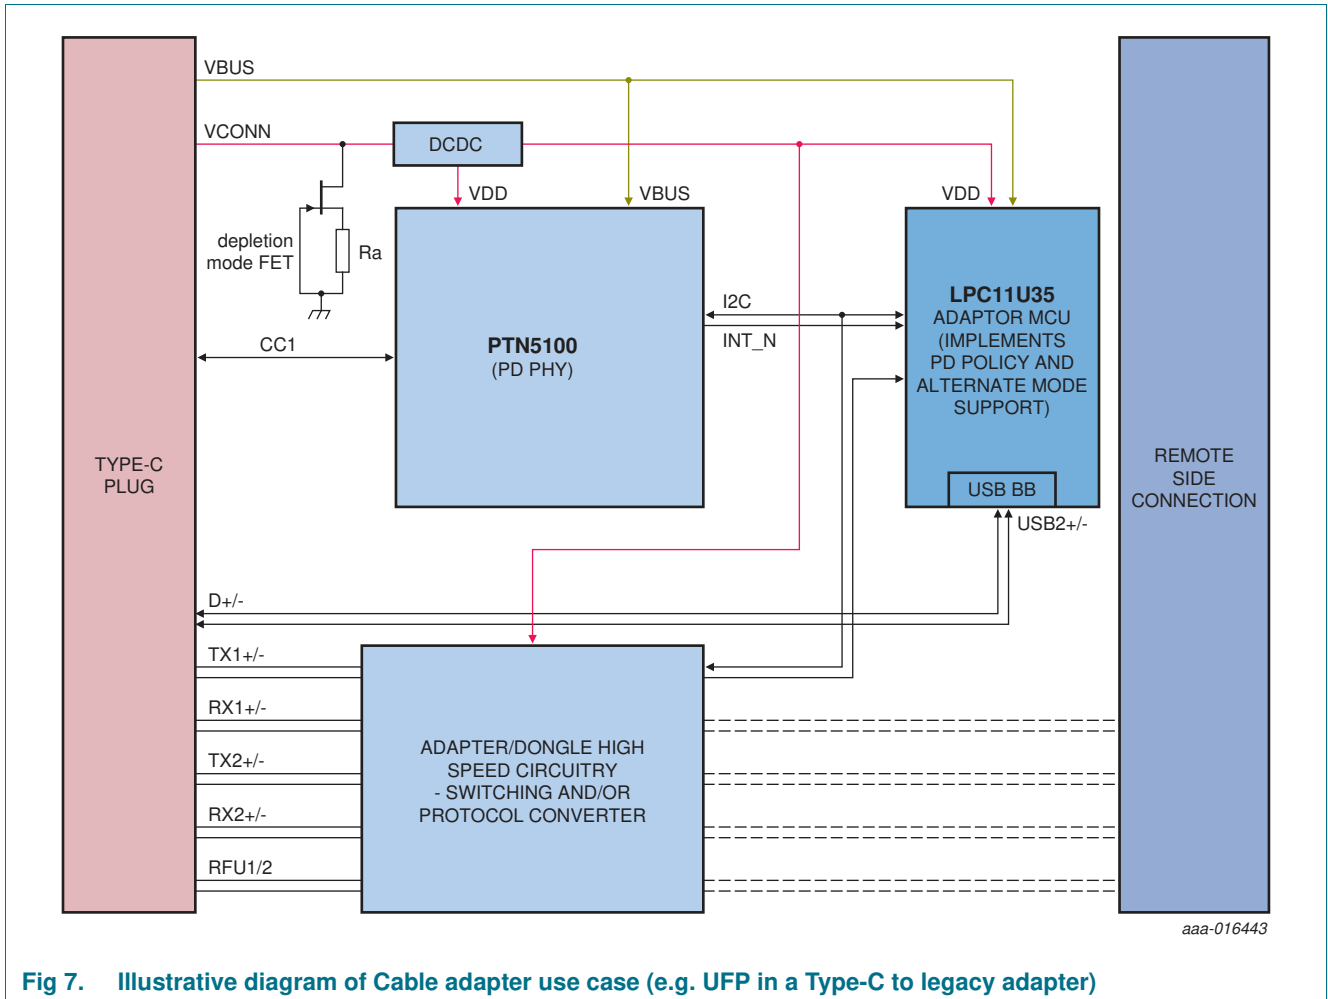 VBUS
VCONN
DCDC
VDD
VBUS
VDD
depletion
mode FET
Ra
CC1
PTN5100
(PD PHY)
I2C
INT_N
LPC11U35
ADAPTOR MCU
(IMPLEMENTS
PD POLICY AND
ALTERNATE MODE
SUPPORT)
USB BB
USB2+/-
TYPE-C
PLUG
REMOTE
SIDE
CONNECTION
D+/-
TX1+/-
RX1+/-
TX2+/-
RX2+/-
RFU1/2
ADAPTER/DONGLE HIGH
SPEED CIRCUITRY
- SWITCHING AND/OR
PROTOCOL CONVERTER
aaa-016443
Fig 7. Illustrative diagram of Cable adapter use case (e.g. UFP in a Type-C to legacy adapter)